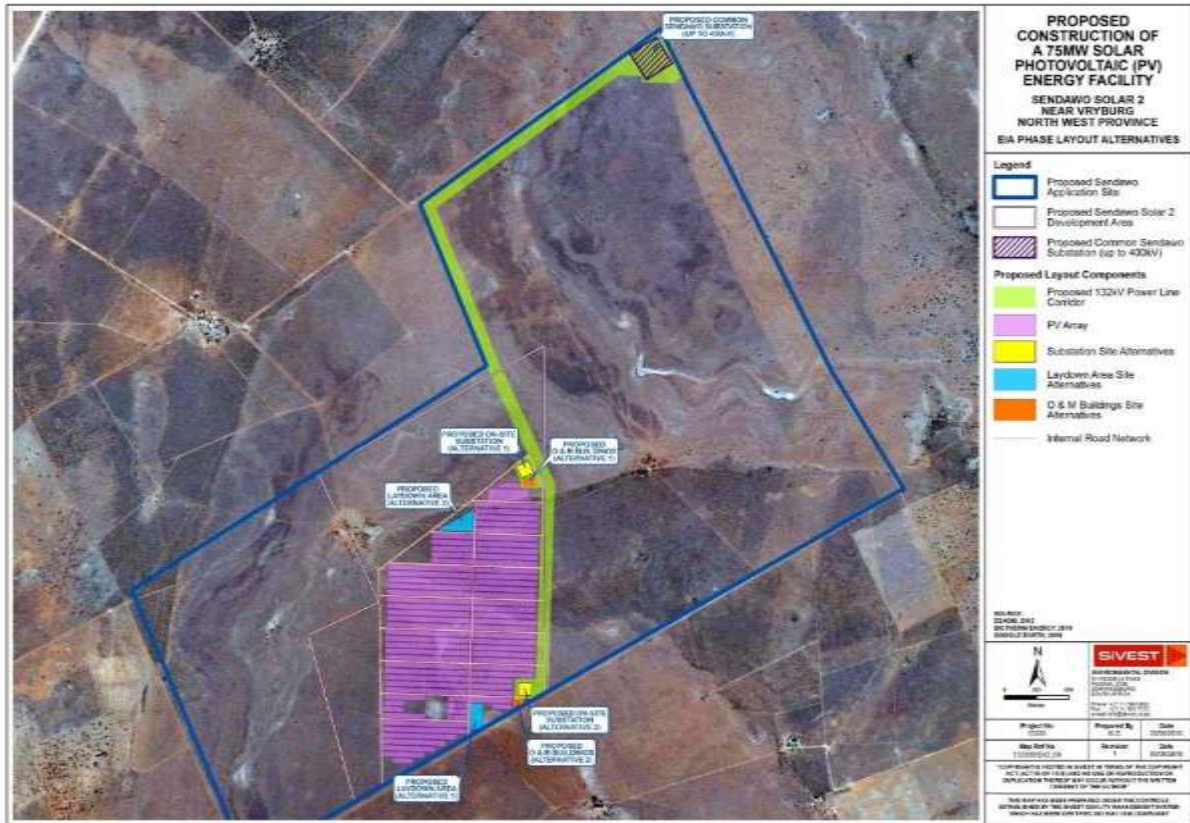 PROPOSED COMMON
SENDAWO SUBSTATION
(UP TO 400kV)
PROPOSED ON-SITE
SUBSTATION
(ALTERNATIVE 1)
PROPOSED
O & M BUILDINGS
(ALTERNATIVE 1)
PROPOSED
LAYDOWN AREA
(ALTERNATIVE 2)
PROPOSED ON-SITE
SUBSTATION
(ALTERNATIVE 2)
PROPOSED
O & M BUILDINGS
(ALTERNATIVE 2)
PROPOSED
LAYDOWN AREA
(ALTERNATIVE 1)
PROPOSED
CONSTRUCTION OF
A 75MW SOLAR
PHOTOVOLTAIC (PV)
ENERGY FACILITY
SENDAWO SOLAR 2
NEAR VRYBURG
NORTH WEST PROVINCE
EIA PHASE LAYOUT ALTERNATIVES
Legend
Proposed Sendawo
Application Site
Proposed Sendawo Solar 2
Development Area
Proposed Common Sendawo
Substation (up to 400kV)
Proposed Layout Components
Proposed 132kV Power Line
Corridor
PV Array
Substation Site Alternatives
Laydown Area Site
Alternatives
O & M Buildings Site
Alternatives
Internal Road Network
SOURCE:
N
SiVEST
ENVIRONMENTAL DIVISION
Project No
Prepared By
Date
Map Ref No
Revision
Date
1